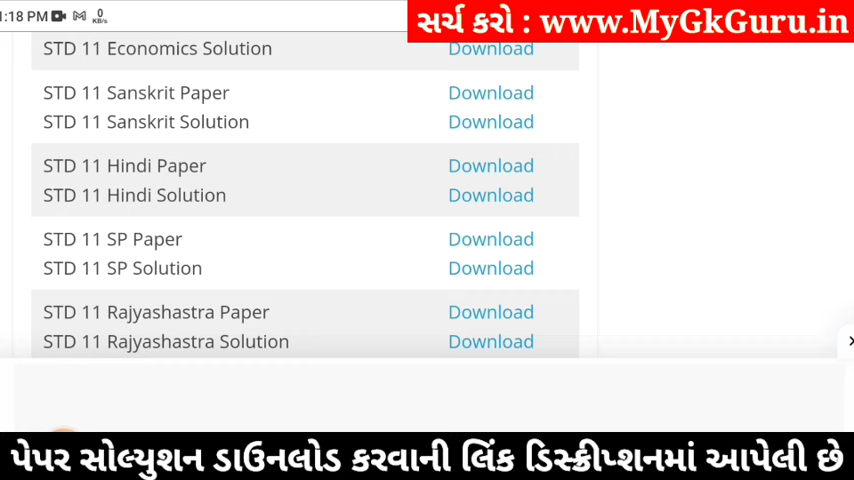 1:18 PM 0 KB/s
સર્ચ કરો : www.MyGkGuru.in
STD 11 Economics Solution Download
STD 11 Sanskrit Paper Download
STD 11 Sanskrit Solution Download
STD 11 Hindi Paper Download
STD 11 Hindi Solution Download
STD 11 SP Paper Download
STD 11 SP Solution Download
STD 11 Rajyashastra Paper Download
STD 11 Rajyashastra Solution Download
પેપર સોલ્યુશન ડાઉનલોડ કરવાની લિંક ડિસ્ક્રીપ્શનમાં આપેલી છે